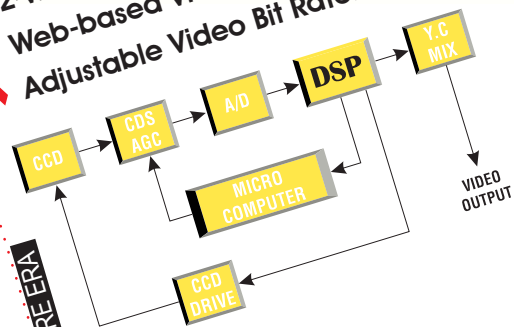 Web-based
Adjustable Video Bit Rate
Y.C
MIX
DSP
A/D
CDS
AGC
CCD
MICRO
COMPUTER
VIDEO
OUTPUT
CCD
DRIVE
RE ERA